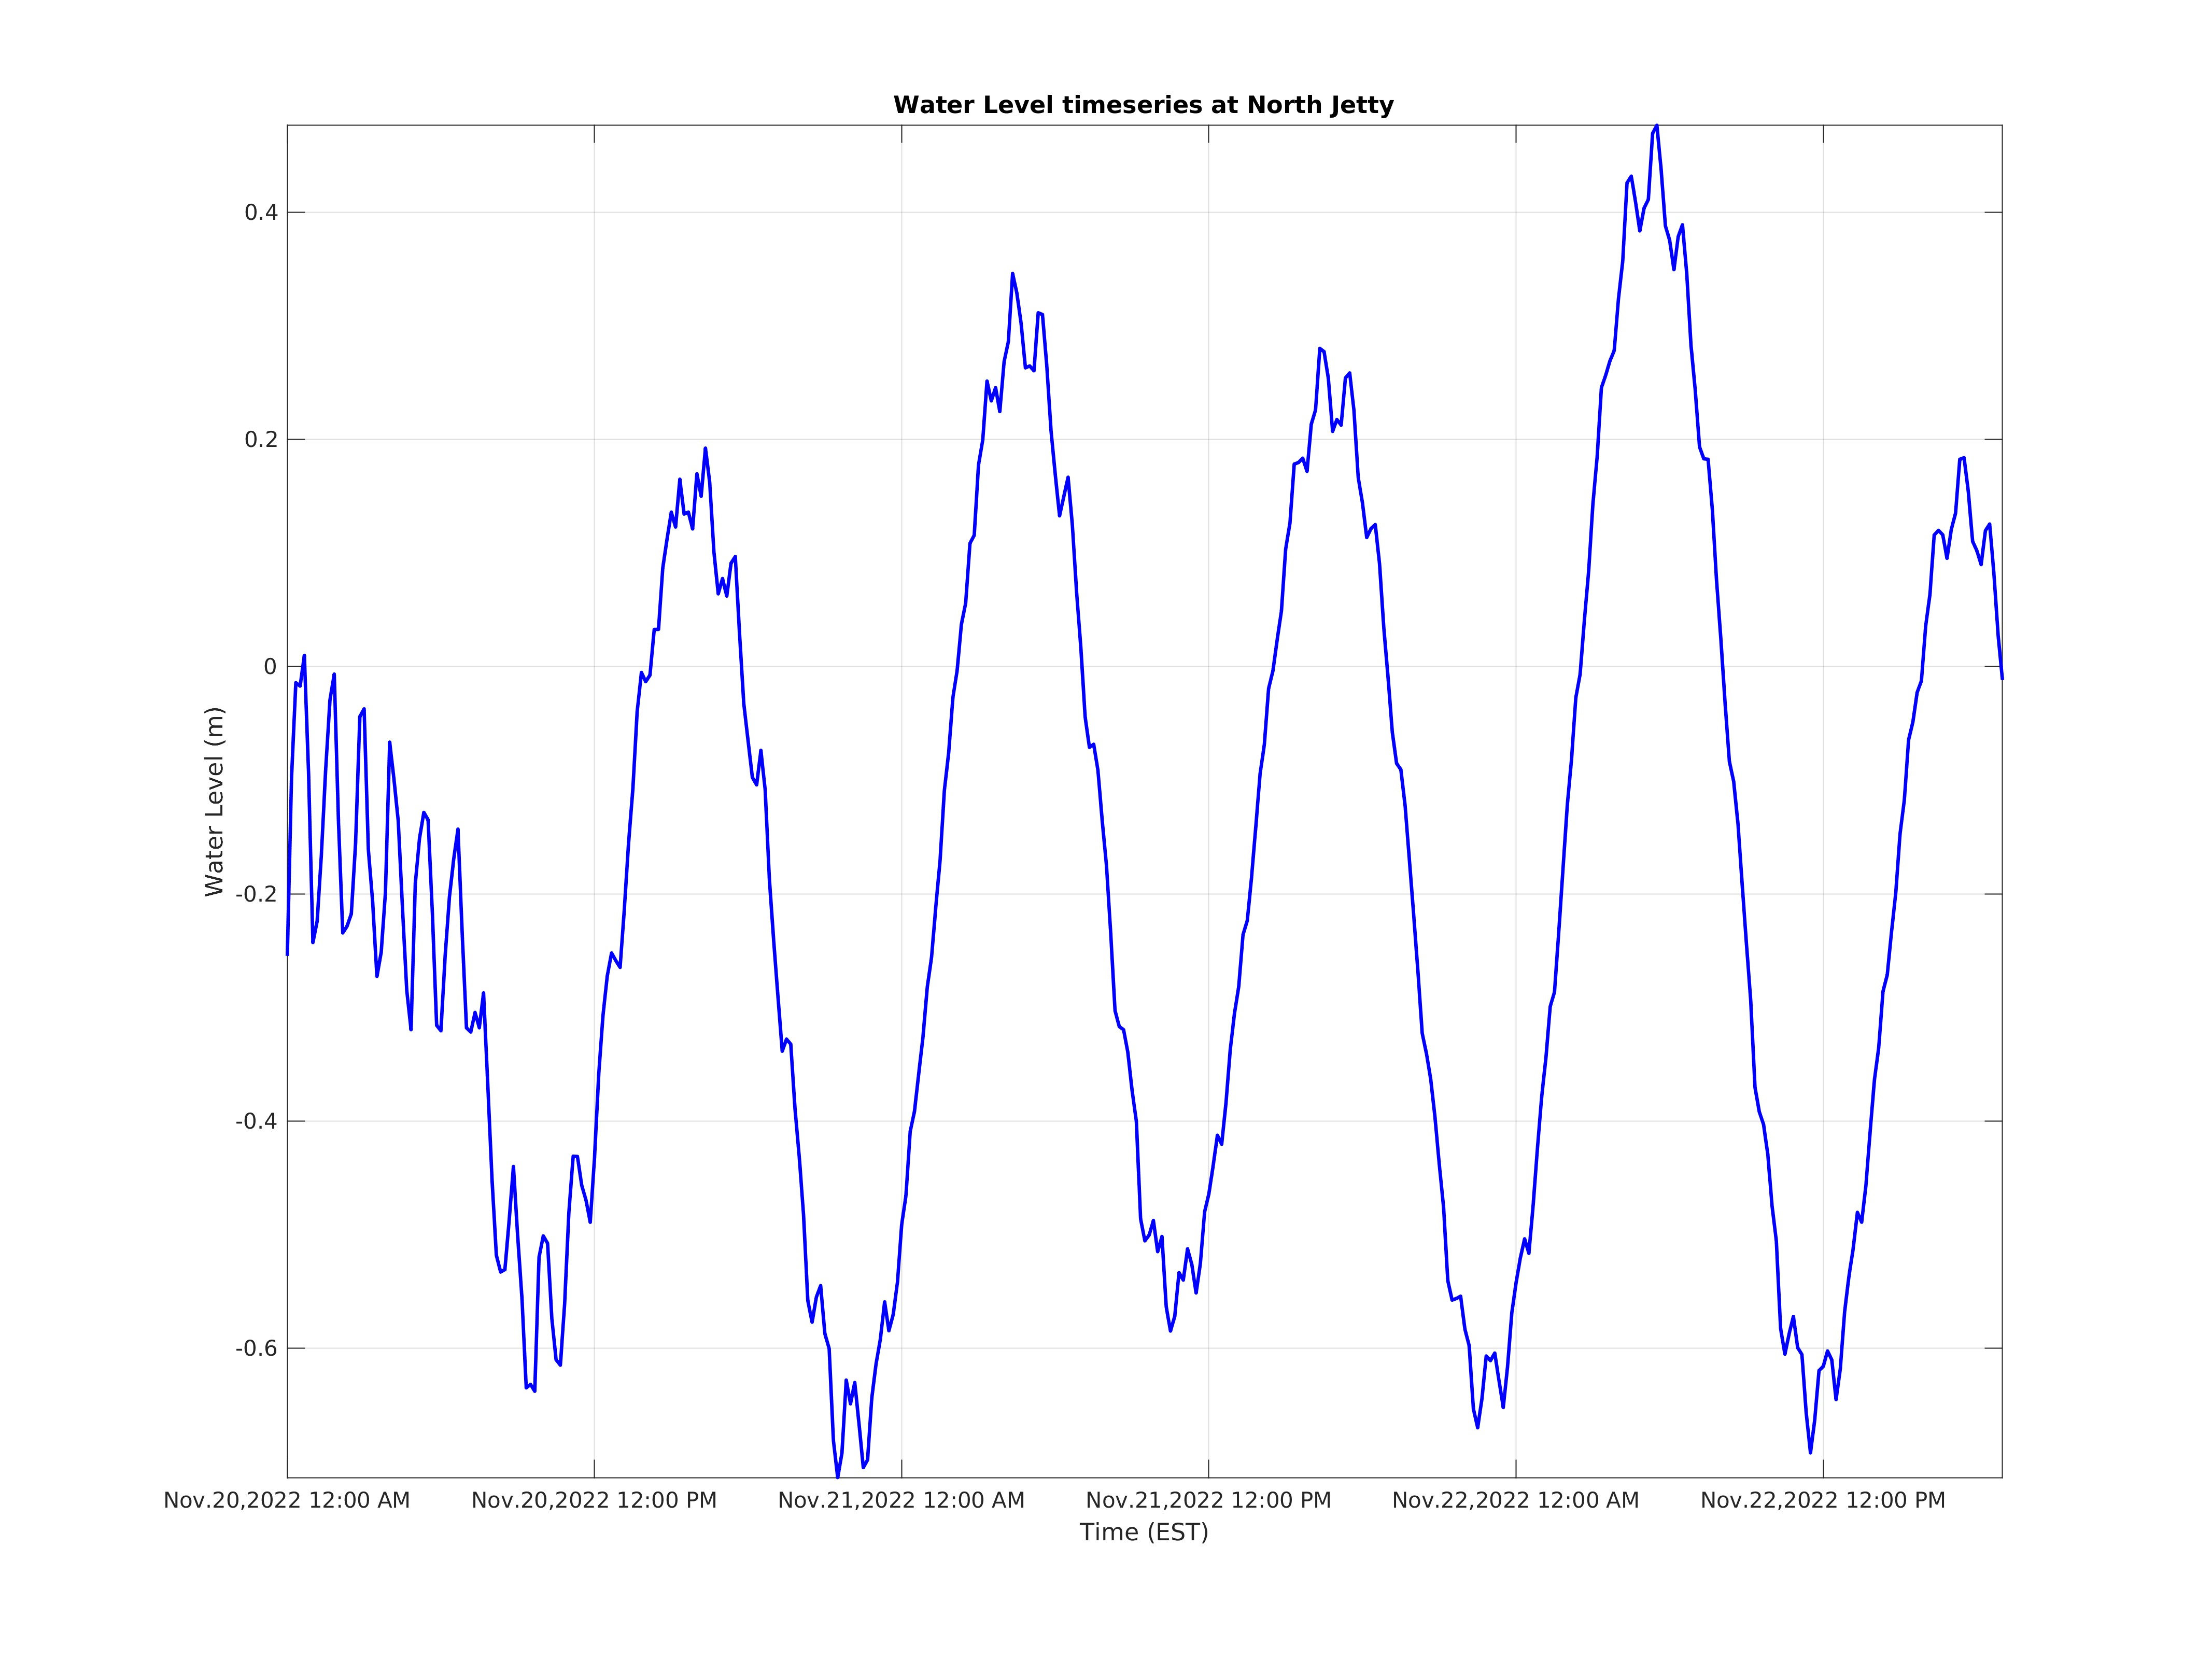 Water Level timeseries at North Jetty
0.4
0.2
0
-0.2
-0.4
-0.6
Water Level (m)
Nov.20,2022 12:00 AM
Nov.20,2022 12:00 PM
Nov.21,2022 12:00 AM
Nov.21,2022 12:00 PM
Nov.22,2022 12:00 AM
Nov.22,2022 12:00 PM
Time (EST)